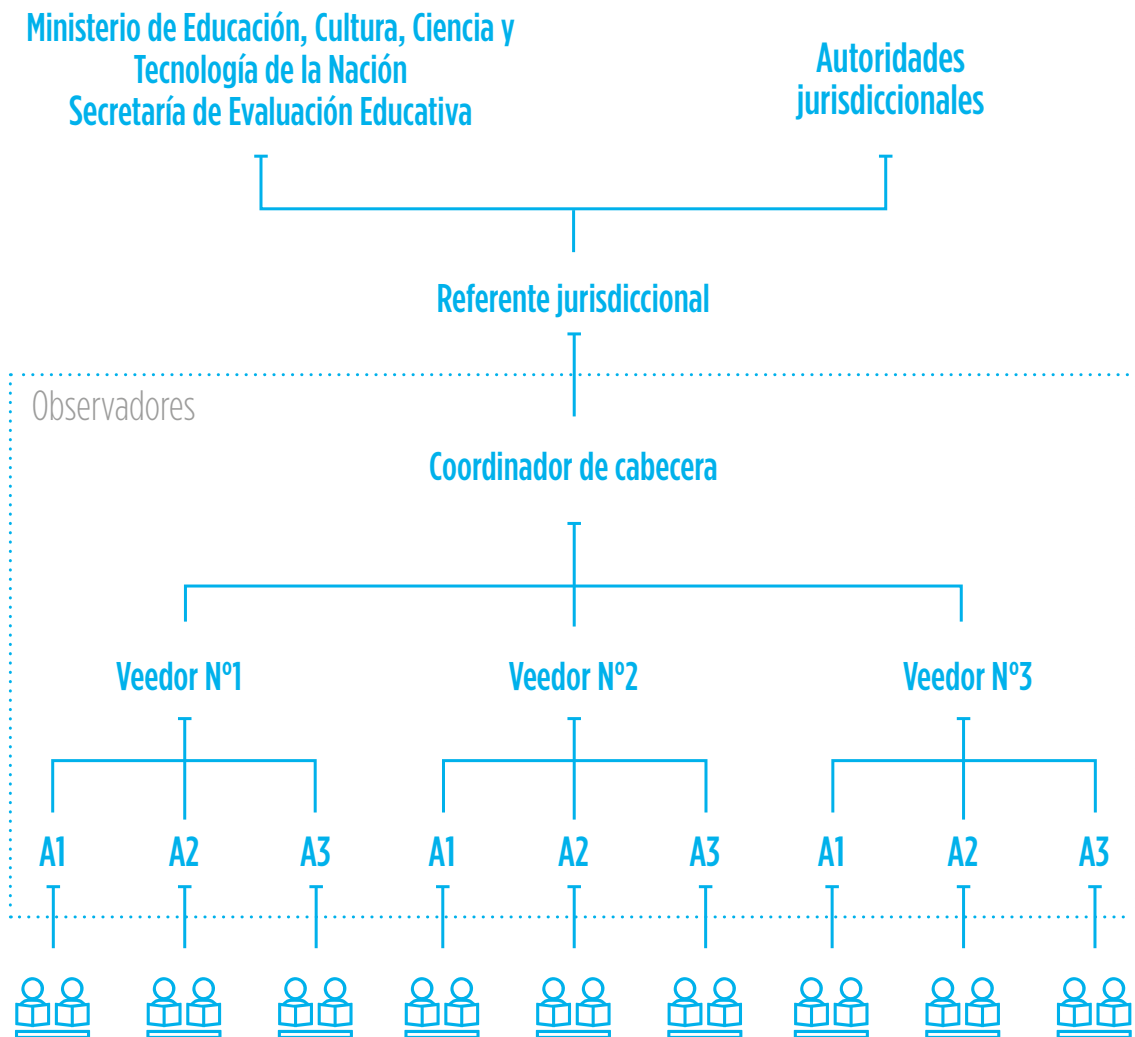 Ministerio de Educación, Cultura, Ciencia y
Tecnología de la Nación
Secretaría de Evaluación Educativa
Autoridades
jurisdiccionales
Referente jurisdiccional
Observadores
Coordinador de cabecera
Veedor Nº1
Veedor Nº2
Veedor Nº3
A1
A2
A3
A1
A2
A3
A1
A2
A3